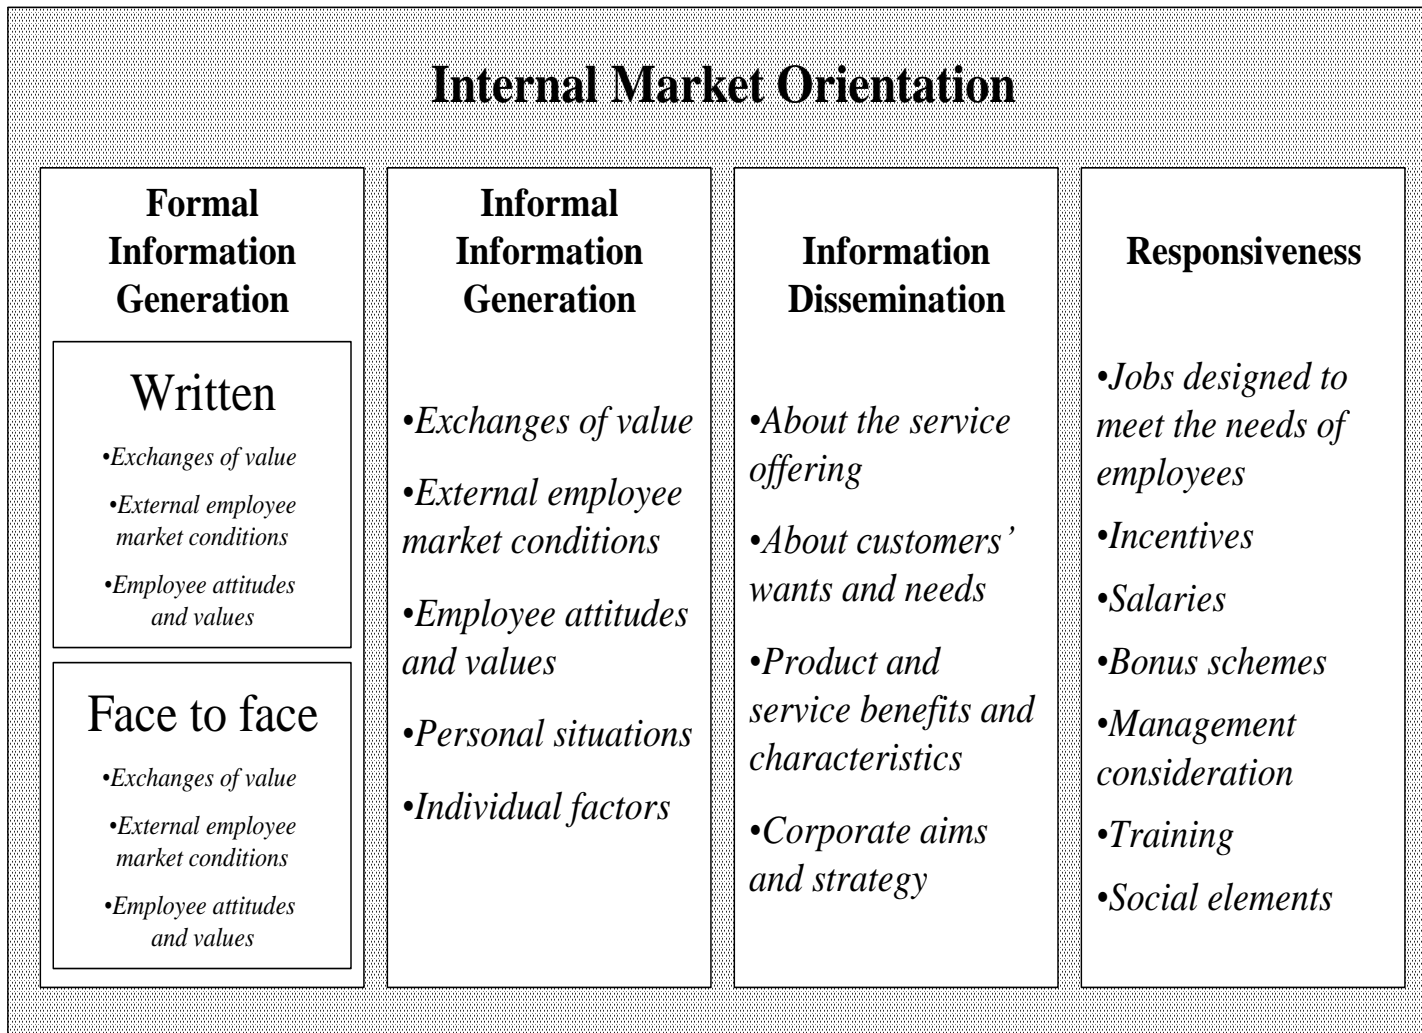 Internal Market Orientation
Formal
Information
Generation
Written
•Exchanges of value
•External employee
market conditions
•Employee attitudes
and values
Face to face
•Exchanges of value
•External employee
market conditions
•Employee attitudes
and values
Informal
Information
Generation
•Exchanges of value
•External employee
market conditions
•Employee attitudes
and values
•Personal situations
•Individual factors
Information
Dissemination
•About the service
offering
•About customers’
wants and needs
•Product and
service benefits and
characteristics
•Corporate aims
and strategy
Responsiveness
•Jobs designed to
meet the needs of
employees
•Incentives
•Salaries
•Bonus schemes
•Management
consideration
•Training
•Social elements